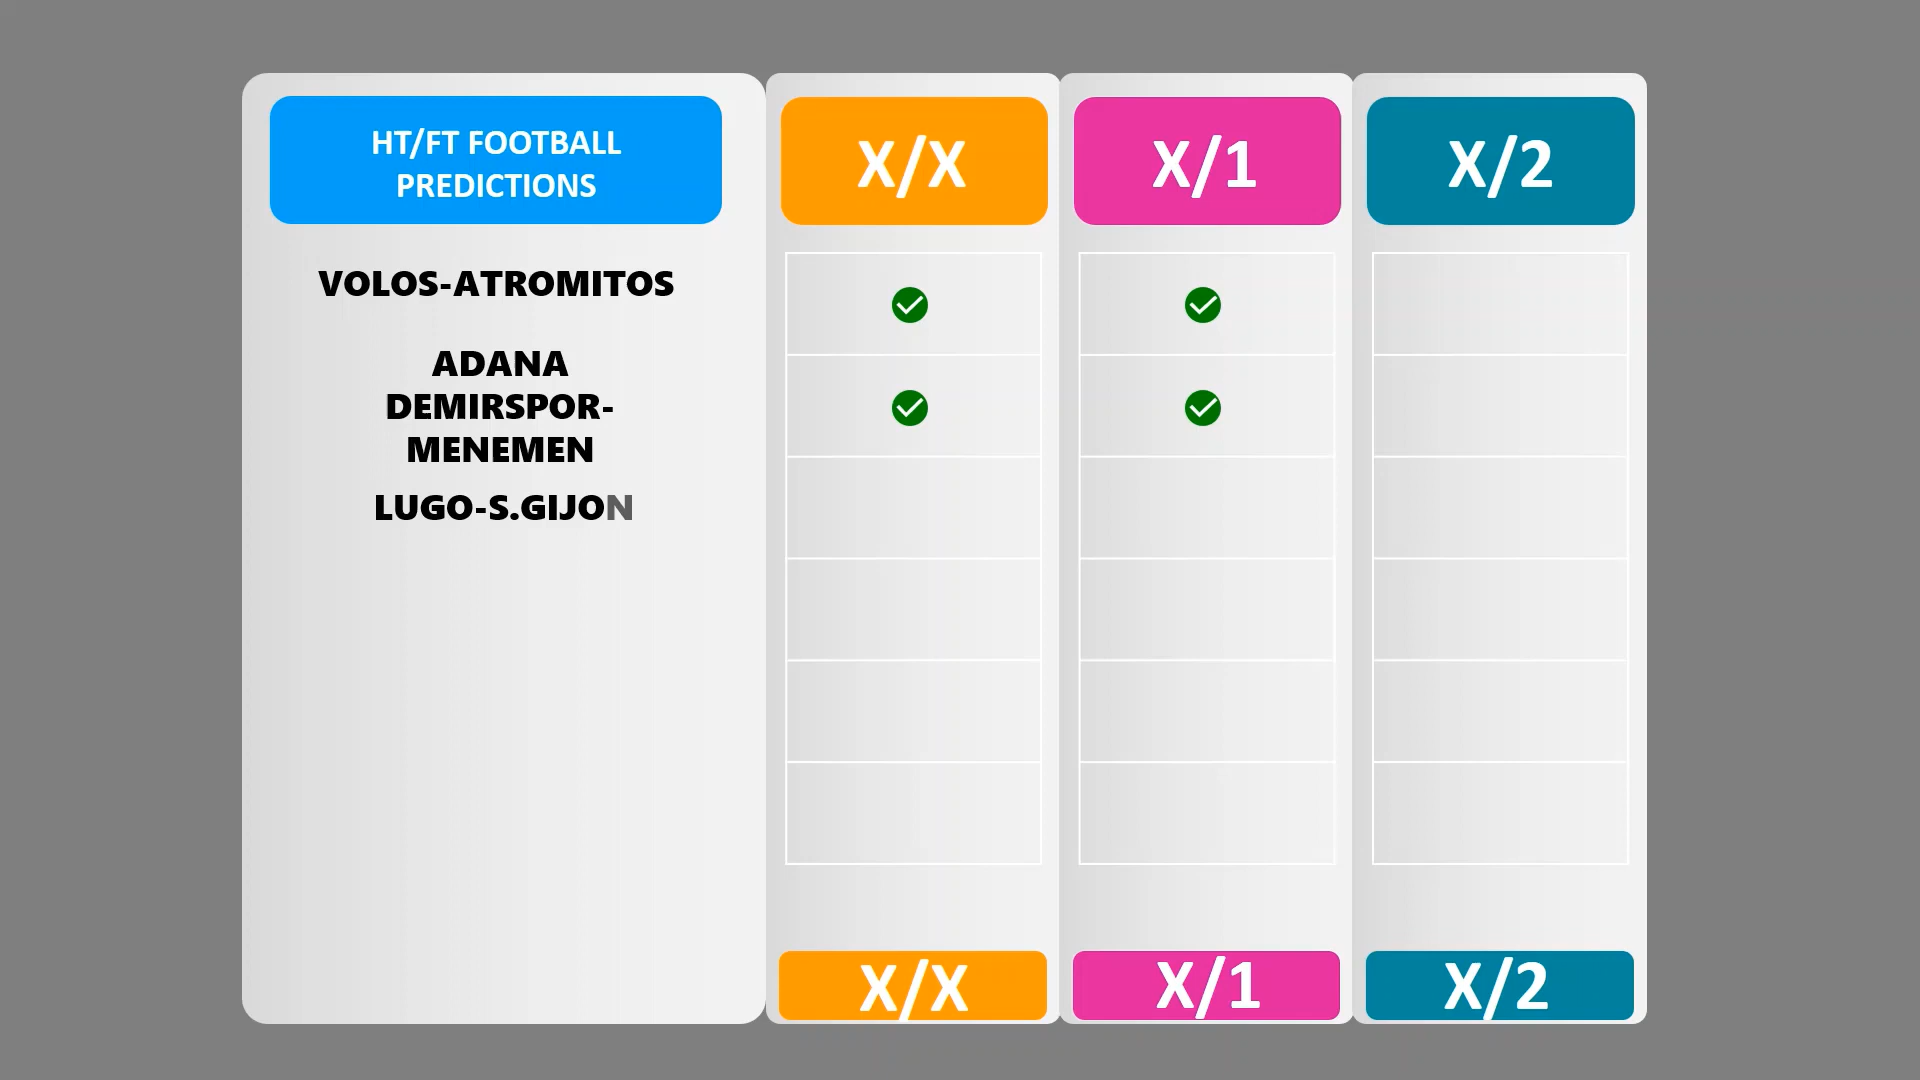 HT/FT FOOTBALL
PREDICTIONS
X/X
X/1
X/2
VOLOS-ATROMITOS
ADANA
DEMIRSPOR-
MENEMEN
LUGO-S.GIJON
X/X
X/1
X/2